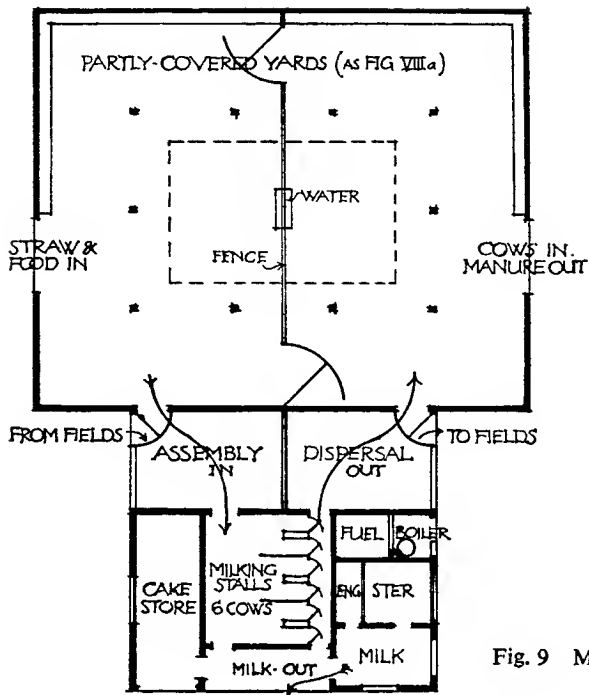 PARTLY-COVERED YARDS (AS FIG VIIIa)
WATER
STRAW &
FOOD IN
FENCE
COWS IN.
MANURE OUT
FROM FIELDS
ASSEMBLY
IN
DISPERSAL
OUT
TO FIELDS
FUEL
BOILER
CAKE
STORE
MILKING
STALLS
6 COWS
ENG
STER
MILK-OUT
MILK
Fig. 9 M